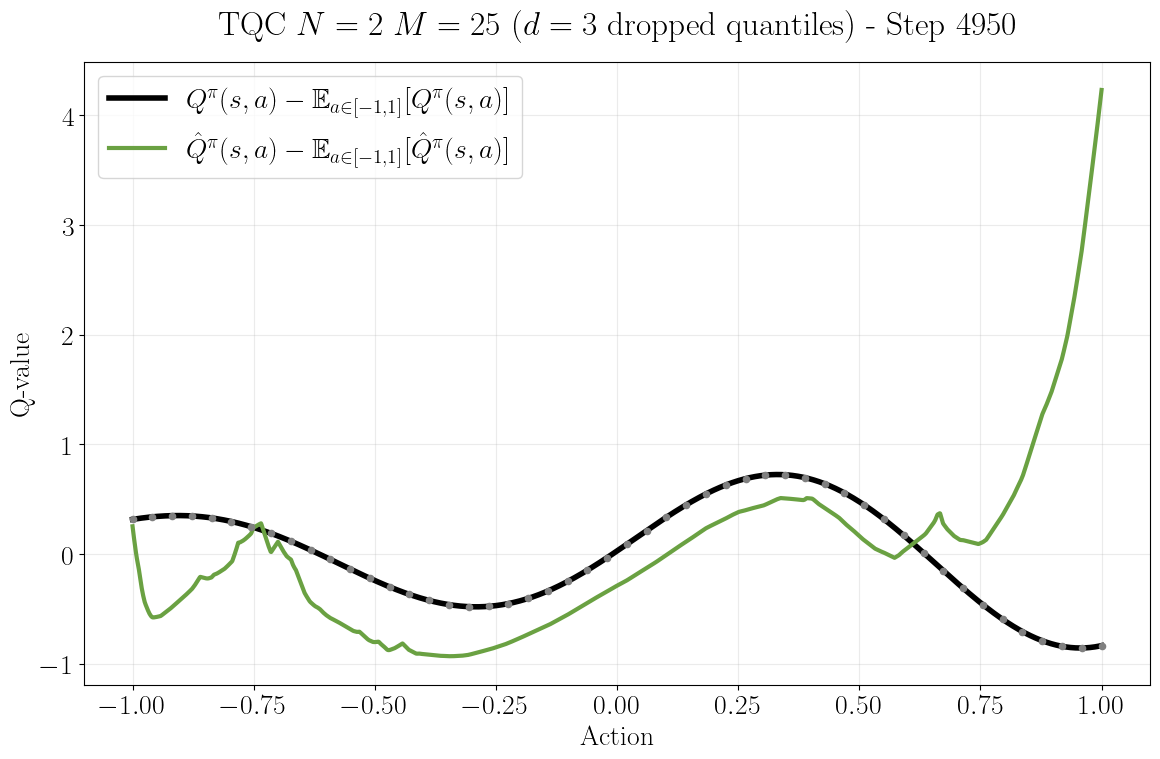 TQC N = 2 M = 25 (d = 3 dropped quantiles) - Step 4950
Q^π(s, a) − 𝔼_{a∈[−1,1]}[Q^π(s, a)]
Q̂^π(s, a) − 𝔼_{a∈[−1,1]}[Q̂^π(s, a)]
Q-value
4
3
2
1
0
−1
−1.00 −0.75 −0.50 −0.25 0.00 0.25 0.50 0.75 1.00
Action